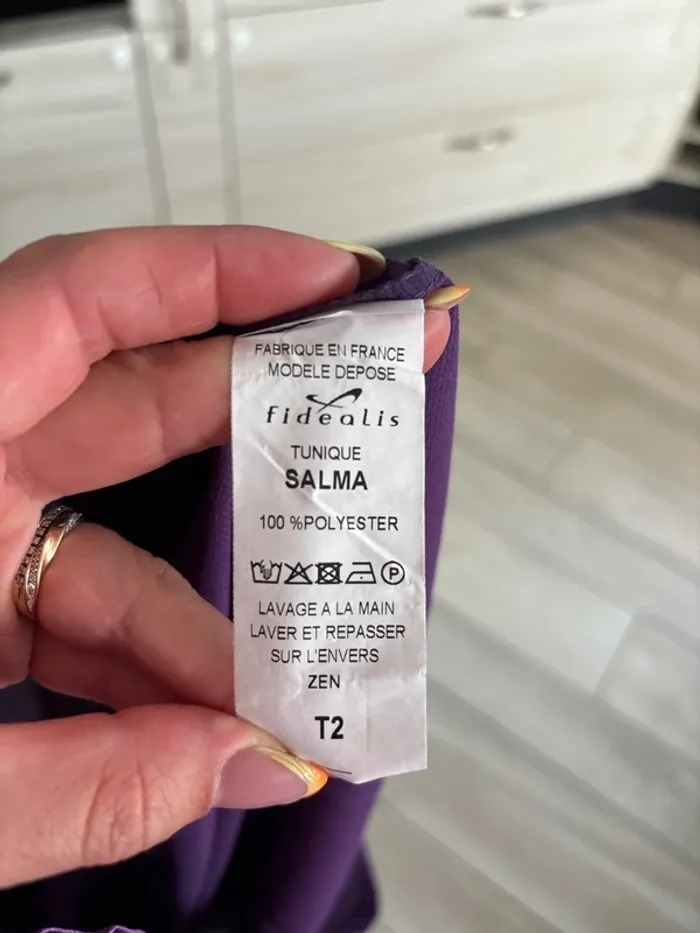 FABRIQUE EN FRANCE
MODELE DEPOSE
fidealis
TUNIQUE
SALMA
100 %POLYESTER
P
LAVAGE A LA MAIN
LAVER ET REPASSER
SUR L'ENVERS
ZEN
T2